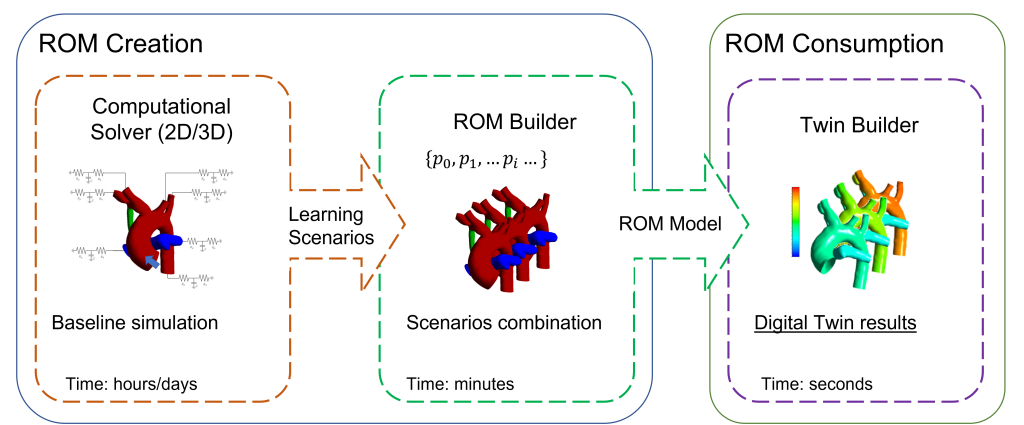 ROM Creation
Computational
Solver (2D/3D)
Baseline simulation
Time: hours/days
Learning
Scenarios
ROM Builder
{p₀, p₁, … pᵢ … }
Scenarios combination
Time: minutes
ROM Model
ROM Consumption
Twin Builder
Digital Twin results
Time: seconds